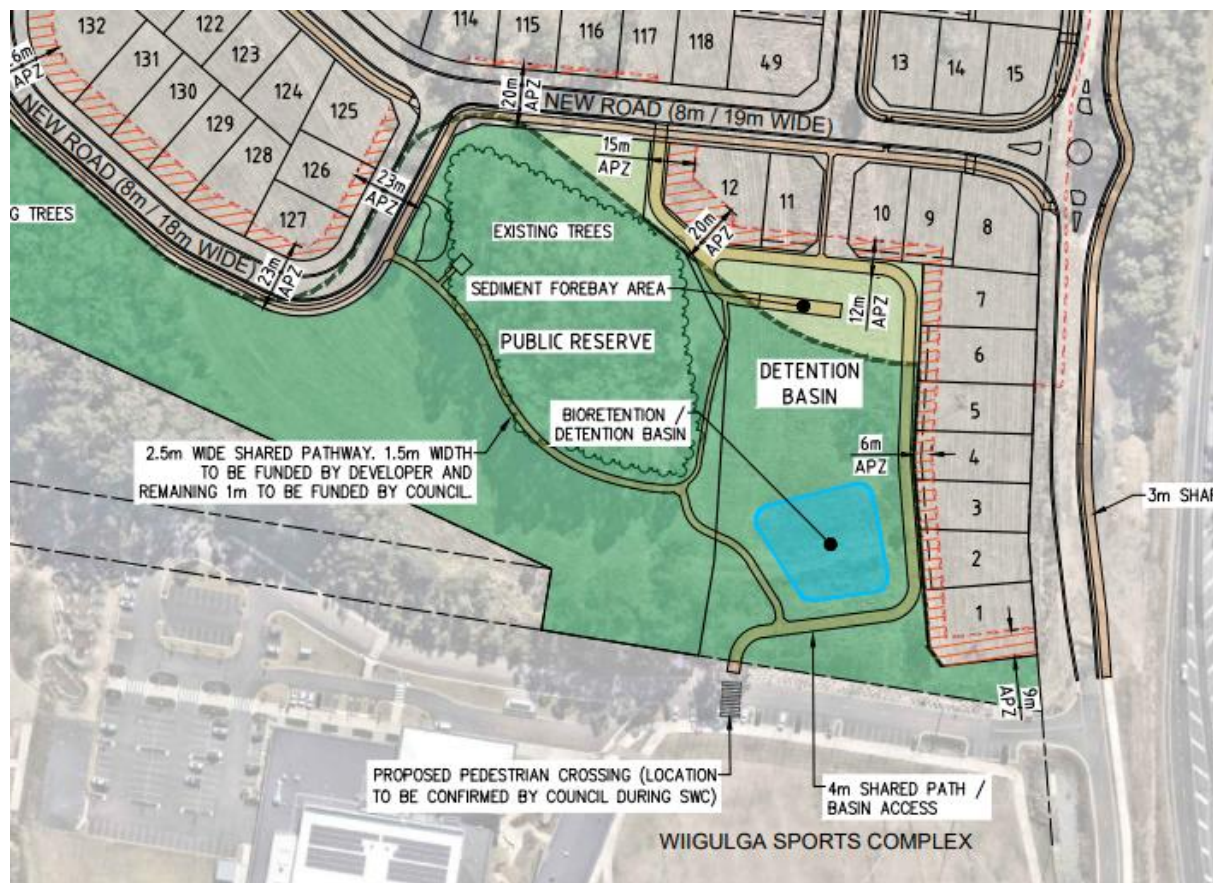 132
122
114
115
116
117
118
49
13
14
15
131
123
130
124
125
129
128
126
127
6m
APZ
20m
APZ
NEW ROAD (8m / 19m WIDE)
NEW ROAD (8m / 18m WIDE)
15m
APZ
12
11
10
9
8
23m
APZ
G TREES
EXISTING TREES
20m
APZ
23m
APZ
SEDIMENT FOREBAY AREA
12m
APZ
7
6
5
4
3
2
1
PUBLIC RESERVE
DETENTION
BASIN
BIORETENTION /
DETENTION BASIN
6m
APZ
2.5m WIDE SHARED PATHWAY. 1.5m WIDTH
TO BE FUNDED BY DEVELOPER AND
REMAINING 1m TO BE FUNDED BY COUNCIL.
3m SHAR
9m
APZ
PROPOSED PEDESTRIAN CROSSING (LOCATION
TO BE CONFIRMED BY COUNCIL DURING SWC)
4m SHARED PATH /
BASIN ACCESS
WIIGULGA SPORTS COMPLEX